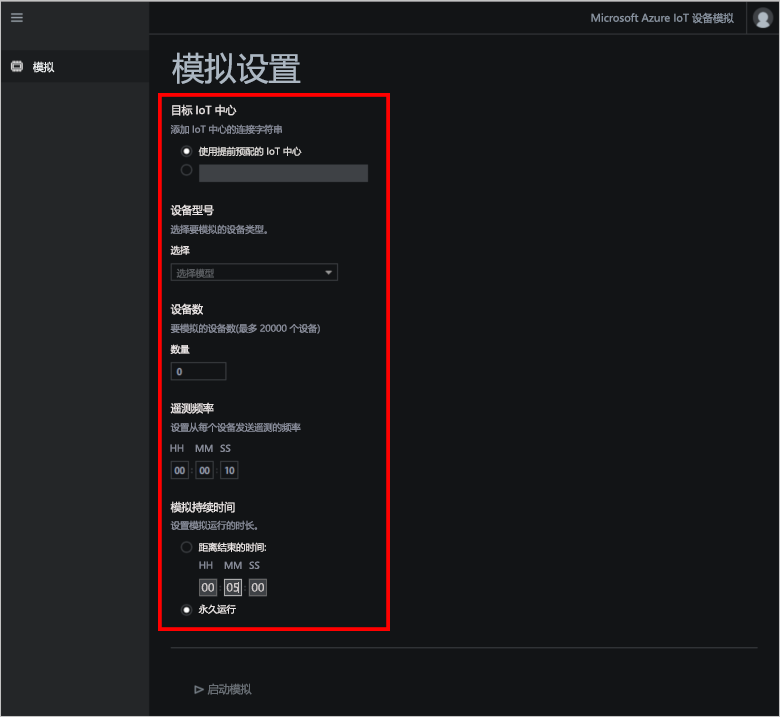 Microsoft Azure IoT 设备模拟
模拟
模拟设置
目标 IoT 中心
添加 IoT 中心的连接字符串
使用提前预配的 IoT 中心
设备型号
选择要模拟的设备类型。
选择
选择模型
设备数
要模拟的设备数(最多 20000 个设备)
数量
0
遥测频率
设置从每个设备发送遥测的频率
HH MM SS
00 : 00 : 10
模拟持续时间
设置模拟运行的时长。
距离结束的时间:
HH MM SS
00 : 05 : 00
永久运行
启动模拟